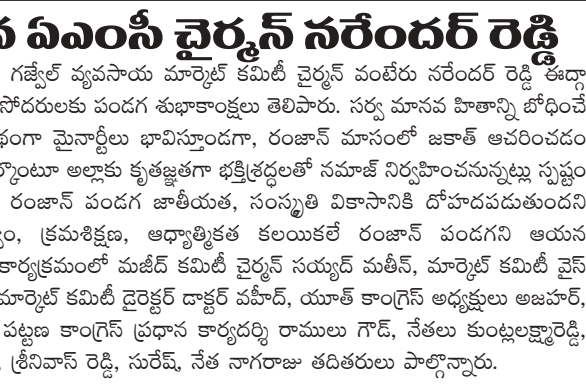 ఏఎంసీ చైర్మన్ నరేందర్ రెడ్డి
గజ్వేల్ వ్యవసాయ మార్కెట్ కమిటీ చైర్మన్ వంటేరు నరేందర్ రెడ్డి ఈద్గా
సోదరులకు పండగ శుభాకాంక్షలు తెలిపారు. సర్వ మానవ హితాన్ని బోధించే
మైనార్టీలు భావిస్తూండగా, రంజాన్ మాసంలో జకాత్ ఆచరించడం
అల్లాకు కృతజ్ఞతగా భక్తిశ్రద్ధలతో నమాజ్ నిర్వహించనున్నట్లు స్పష్టం
రంజాన్ పండగ జాతీయత, సంస్కృతి వికాసానికి దోహదపడుతుందని
క్రమశిక్షణ, ఆధ్యాత్మికత కలయికలే రంజాన్ పండగని ఆయన
కార్యక్రమంలో మజీద్ కమిటీ చైర్మన్ సయ్యద్ మతీన్, మార్కెట్ కమిటీ వైస్
మార్కెట్ కమిటీ డైరెక్టర్ డాక్టర్ వహీద్, యూత్ కాంగ్రెస్ అధ్యక్షులు అజహర్,
పట్టణ కాంగ్రెస్ ప్రధాన కార్యదర్శి రాములు గౌడ్, నేతలు కుంట్లలక్ష్మారెడ్డి,
శ్రీనివాస్ రెడ్డి, సురేష్, నేత నాగరాజు తదితరులు పాల్గొన్నారు.